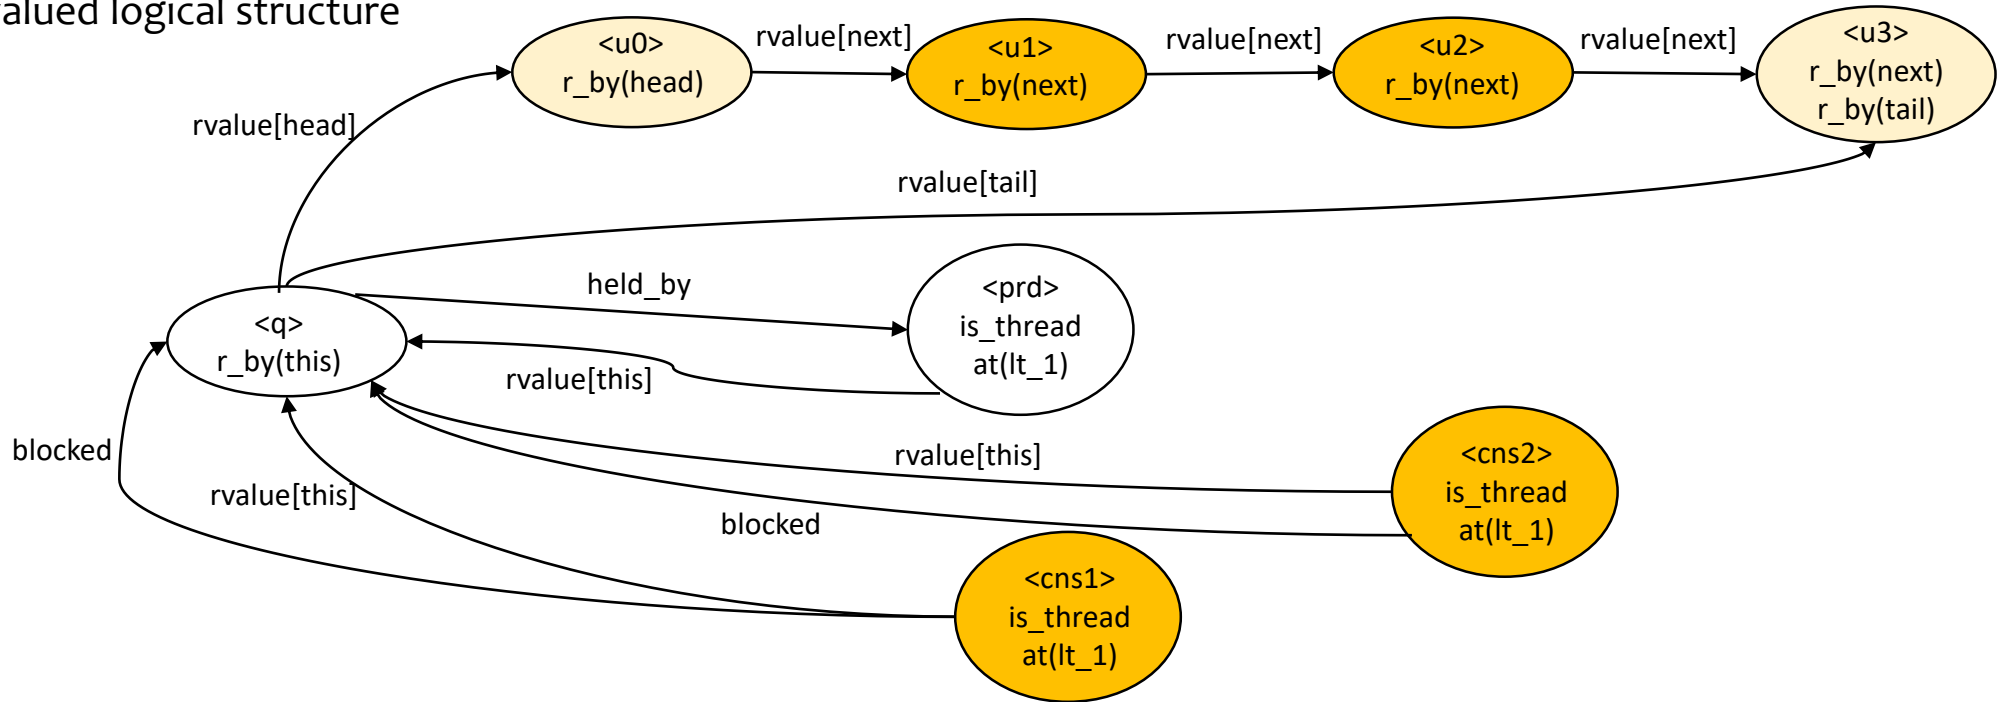 valued logical structure
<u0>
r_by(head)
rvalue[next]
<u1>
r_by(next)
rvalue[next]
<u2>
r_by(next)
rvalue[next]
<u3>
r_by(next)
r_by(tail)
rvalue[head]
rvalue[tail]
held_by
<prd>
is_thread
at(lt_1)
<q>
r_by(this)
rvalue[this]
blocked
rvalue[this]
rvalue[this]
blocked
<cns2>
is_thread
at(lt_1)
<cns1>
is_thread
at(lt_1)